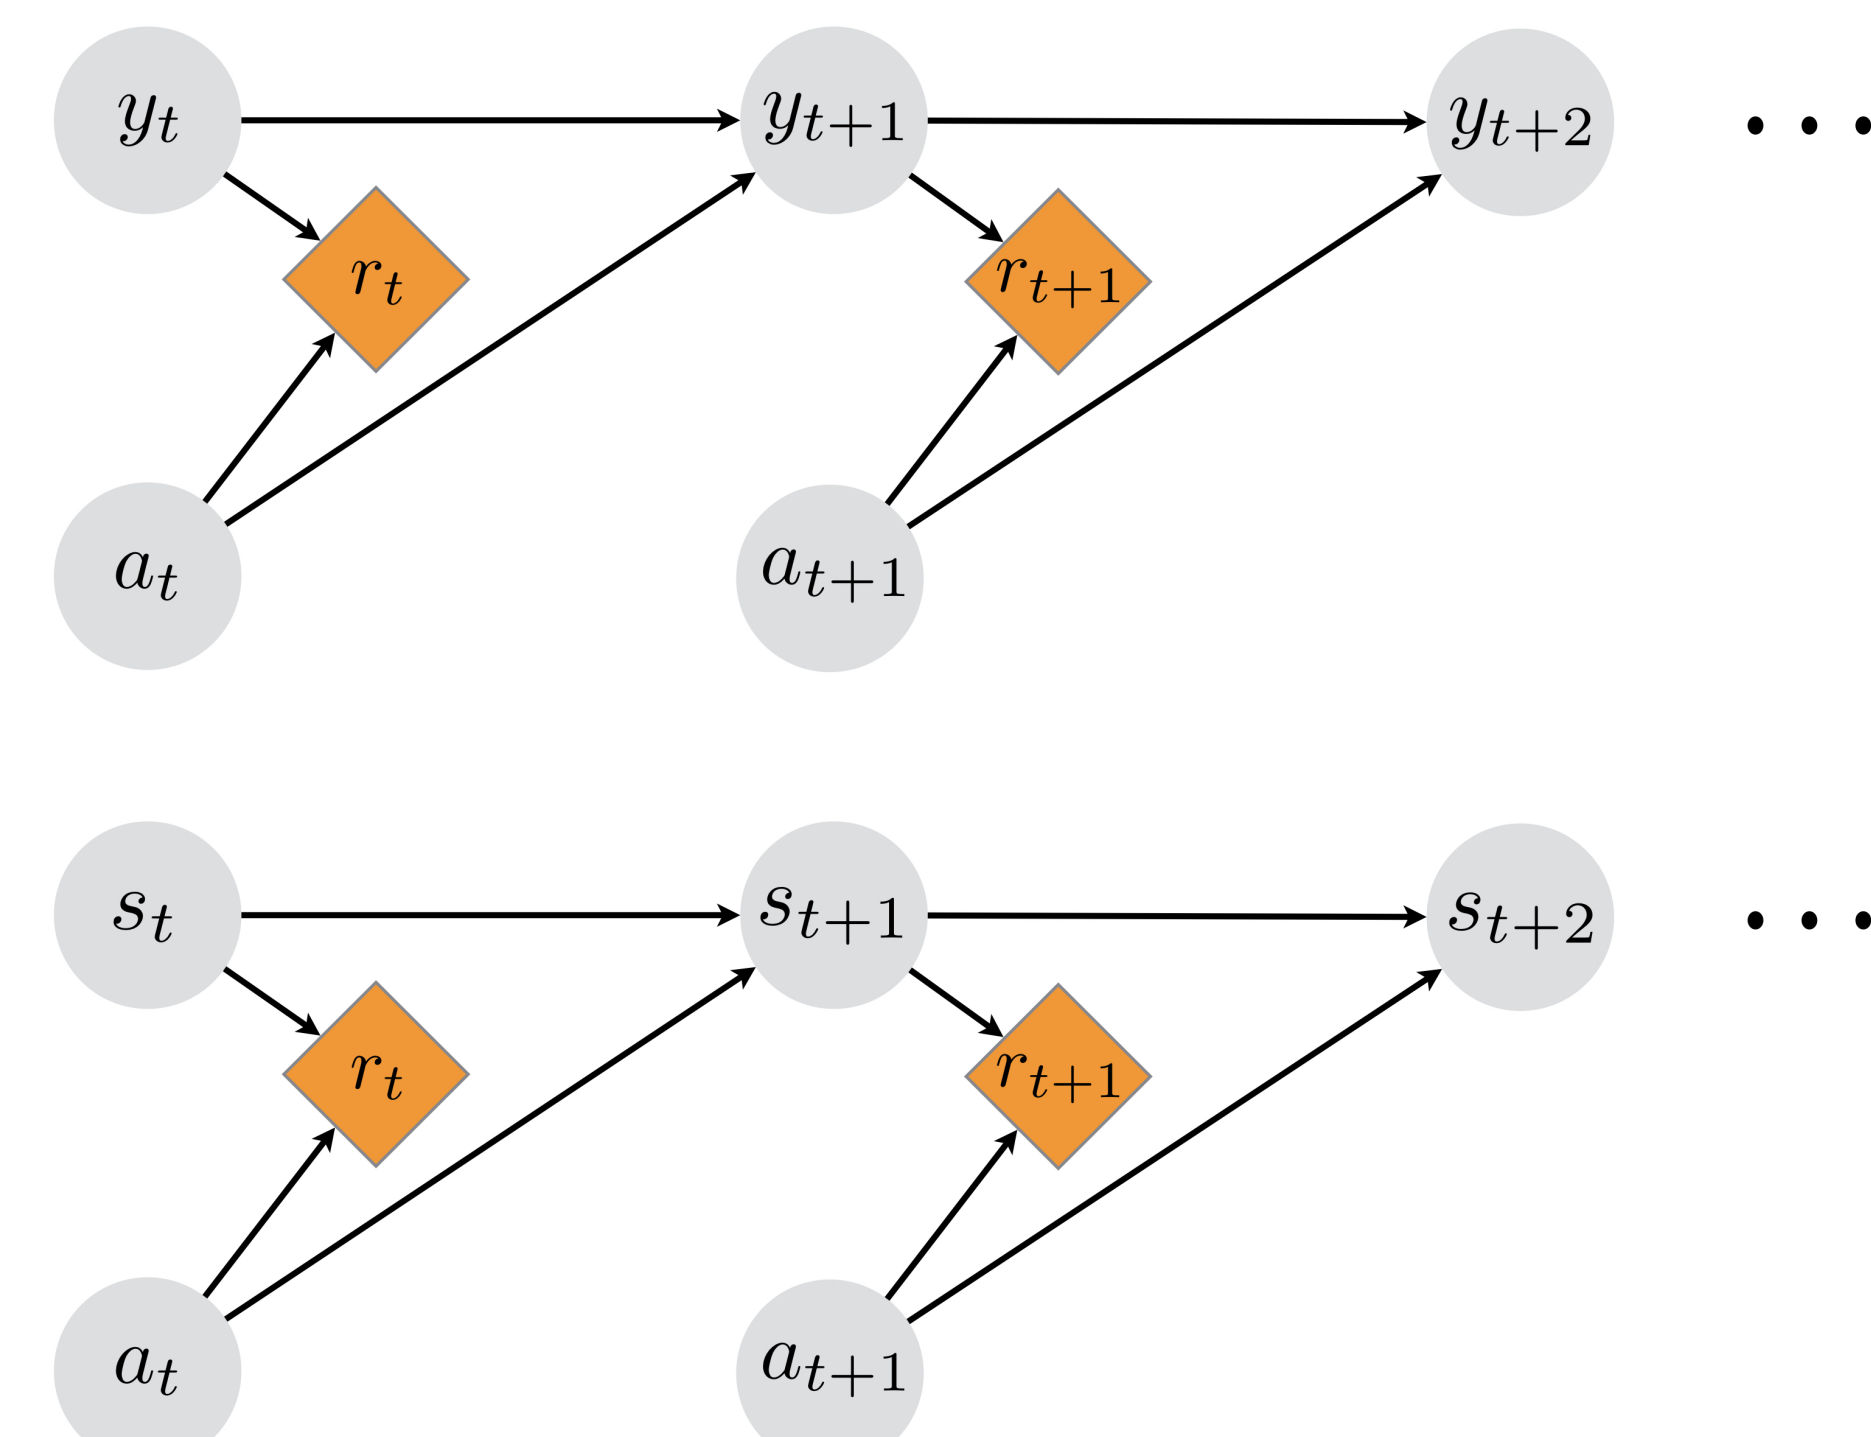 y_t y_{t+1} y_{t+2} ...
r_t r_{t+1}
a_t a_{t+1}
s_t s_{t+1} s_{t+2} ...
r_t r_{t+1}
a_t a_{t+1}